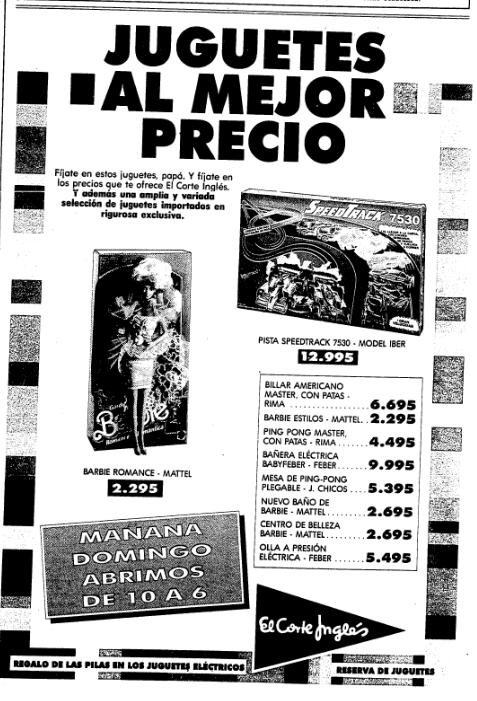 JUGUETES
AL MEJOR
PRECIO
Fíjate en estos juguetes, papá. Y fíjate en
los precios que te ofrece El Corte Inglés.
Y además una amplia y variada
selección de juguetes importados en
rigurosa exclusiva.
SPEEDTRACK 7530
PISTA SPEEDTRACK 7530 - MODEL IBER
12.995
Barbie
Romance
BARBIE ROMANCE - MATTEL
2.295
BILLAR AMERICANO
MASTER, CON PATAS -
RIMA .................. 6.695
BARBIE ESTILOS - MATTEL.. 2.295
PING PONG MASTER,
CON PATAS - RIMA....... 4.495
BAÑERA ELÉCTRICA
BABYFEBER - FEBER....... 9.995
MESA DE PING-PONG
PLEGABLE - J. CHICOS.... 5.395
NUEVO BAÑO DE
BARBIE - MATTEL......... 2.695
CENTRO DE BELLEZA
BARBIE - MATTEL......... 2.695
OLLA A PRESIÓN
ELÉCTRICA - FEBER ....... 5.495
MAÑANA
DOMINGO
ABRIMOS
DE 10 A 6
El Corte Inglés
REGALO DE LAS PILAS EN LOS JUGUETES ELÉCTRICOS
RESERVA DE JUGUETES